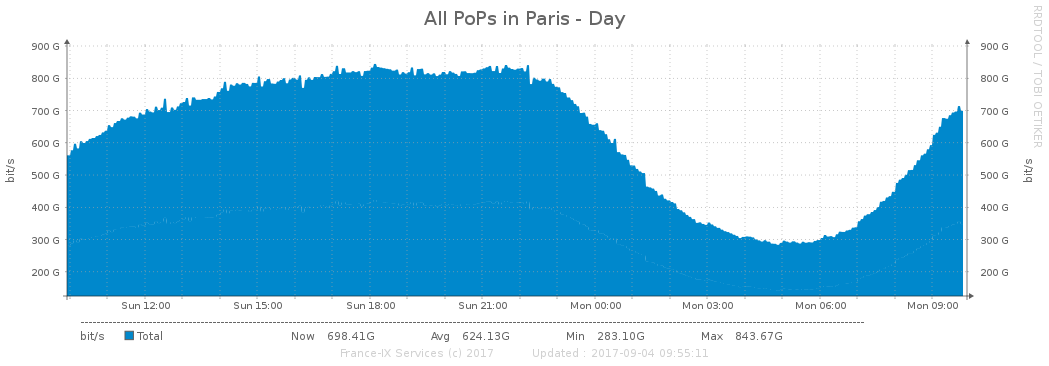 All PoPs in Paris - Day
RRDTOOL / TOBI OETIKER
bit/s
900 G
800 G
700 G
600 G
500 G
400 G
300 G
200 G
900 G
800 G
700 G
600 G
500 G
400 G
300 G
200 G
bit/s
Sun 12:00 Sun 15:00 Sun 18:00 Sun 21:00 Mon 00:00 Mon 03:00 Mon 06:00 Mon 09:00
bit/s Total Now 698.41G Avg 624.13G Min 283.10G Max 843.67G
France-IX Services (c) 2017 Updated : 2017-09-04 09:55:11